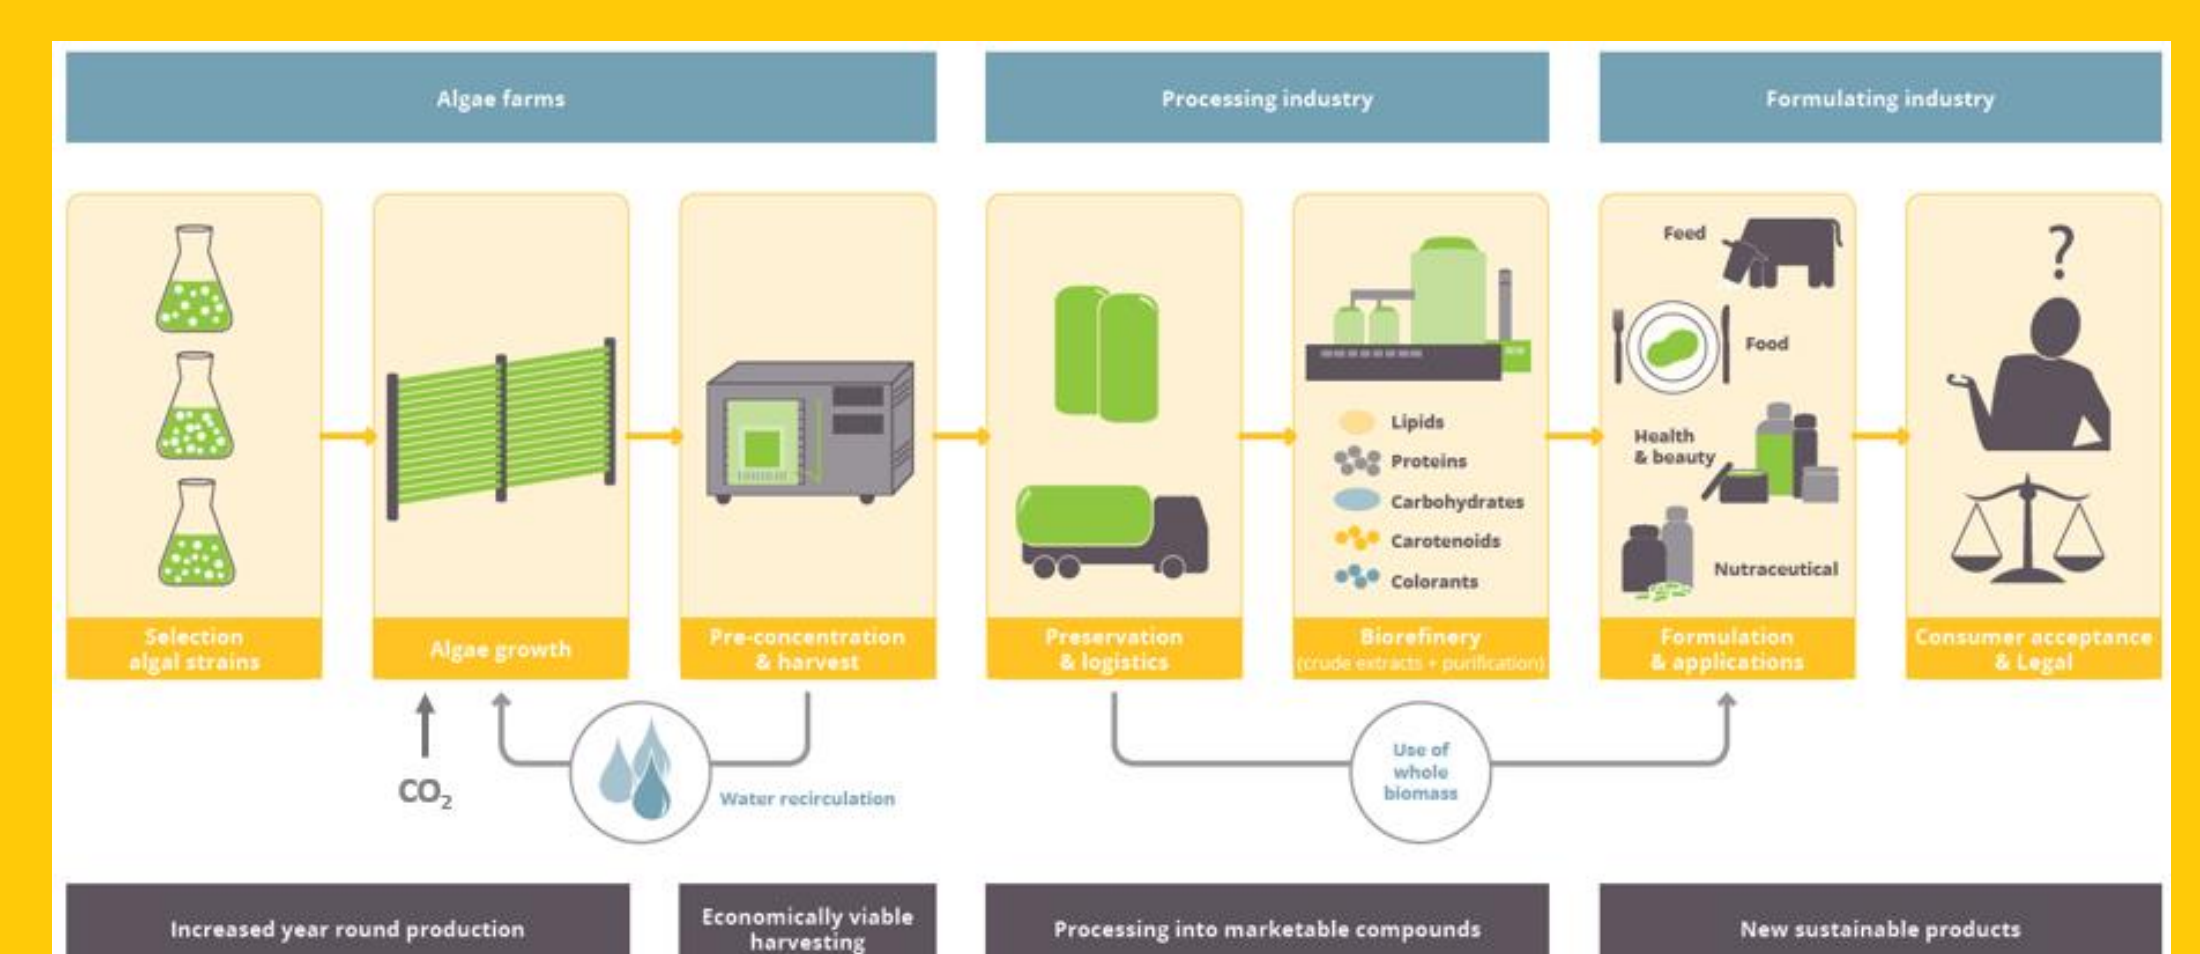 Algae farms
Processing industry
Formulating industry
Feed
Food
Health
& beauty
Nutraceutical
?
Lipids
Proteins
Carbohydrates
Carotenoids
Colorants
Selection
algal strains
Algae growth
Pre-concentration
& harvest
Preservation
& logistics
Biorefinery
(crude extracts + purification)
Formulation
& applications
Consumer acceptance
& Legal
CO₂
Water recirculation
Use of
whole
biomass
Increased year round production
Economically viable
harvesting
Processing into marketable compounds
New sustainable products